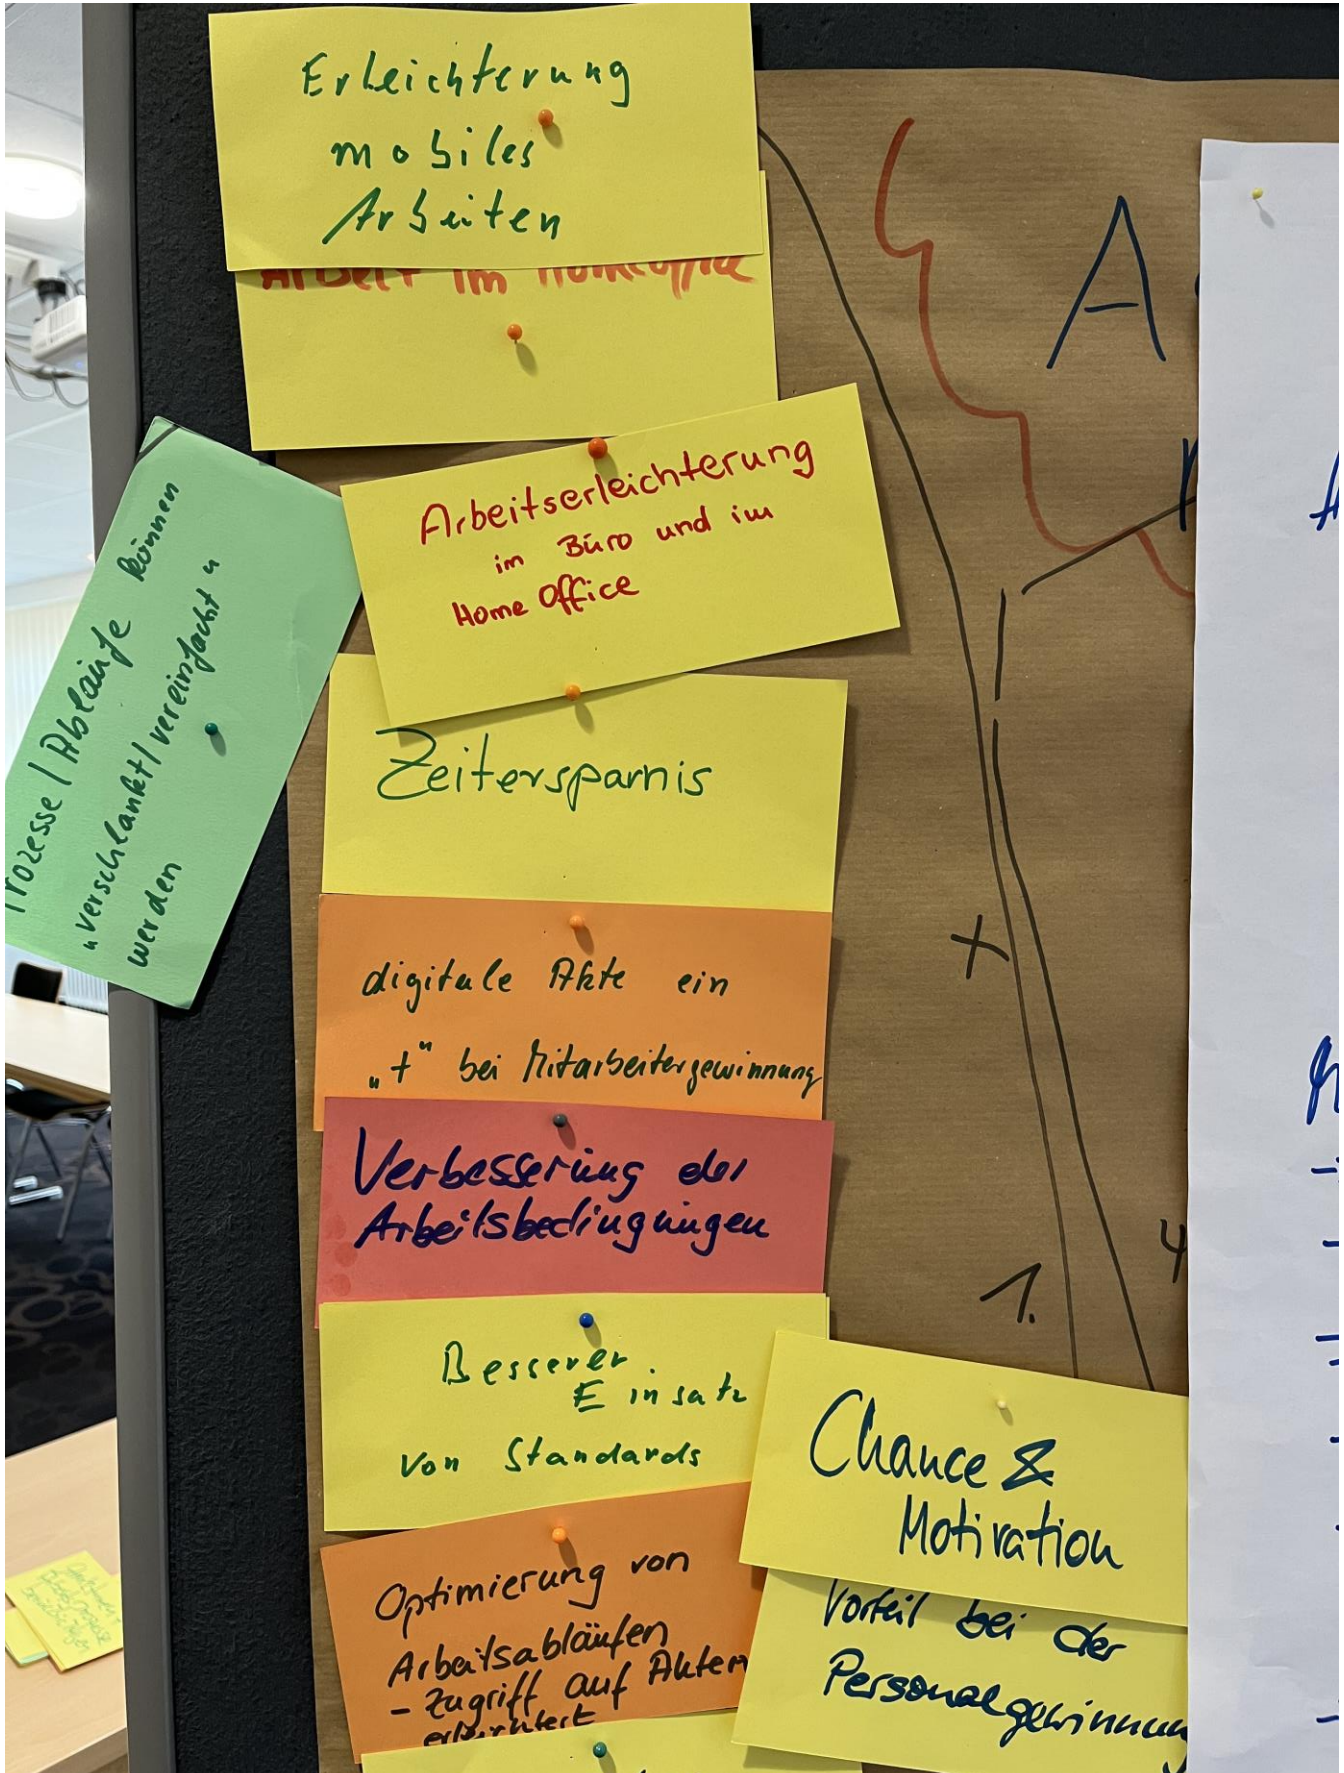 Erleichterung
mobiles
Arbeiten
Arbeit im Homeoffice
Arbeitserleichterung
im Büro und im
Home Office
Prozesse / Abläufe können
"verschlankt / vereinfacht"
werden
Zeitersparnis
digitale Akte ein
"+" bei Mitarbeitergewinnung
Verbesserung der
Arbeitsbedingungen
Besserer
Einsatz
von Standards
Optimierung von
Arbeitsabläufen
- Zugriff auf Akten
erleichtert
Chance &
Motivation
Vorteil bei der
Personalgewinnung
A
+
1.
4